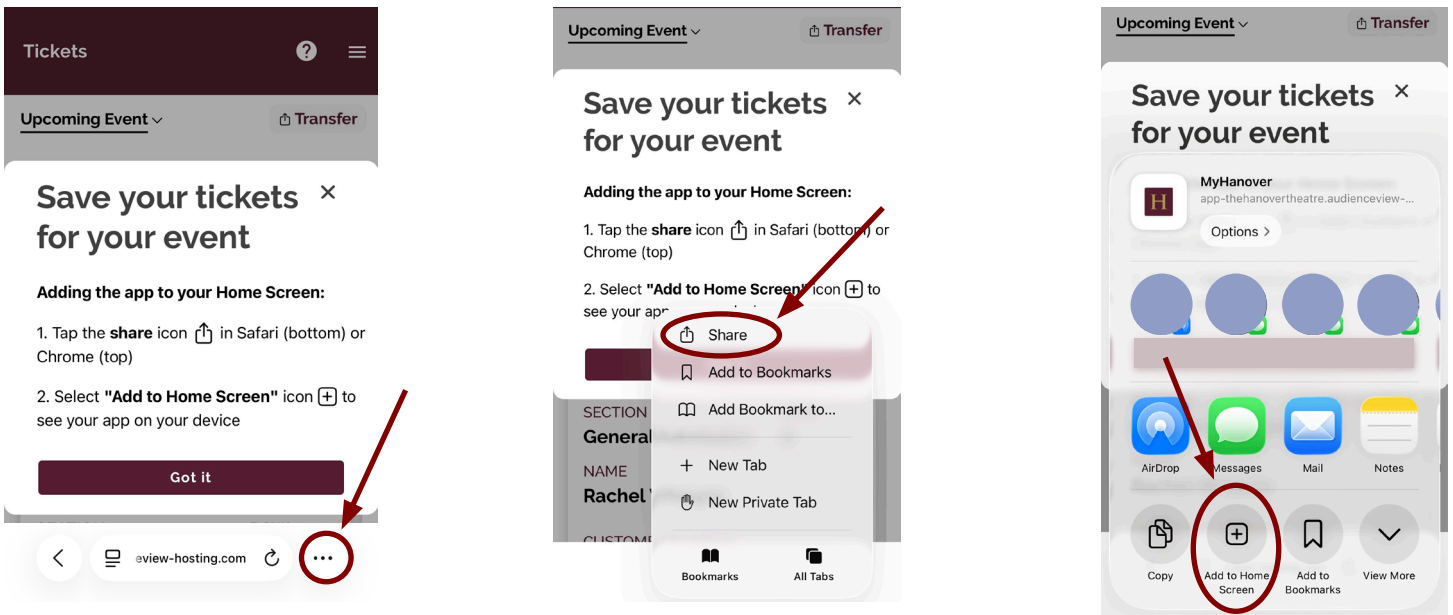 Tickets
Upcoming Event
Transfer
Save your tickets
for your event
Adding the app to your Home Screen:
1. Tap the share icon in Safari (bottom) or
Chrome (top)
2. Select "Add to Home Screen" icon to
see your app on your device
Got it
eview-hosting.com
Upcoming Event
Transfer
Save your tickets
for your event
Adding the app to your Home Screen:
1. Tap the share icon in Safari (bottom) or
Chrome (top)
2. Select "Add to Home Screen" icon to
see your app
Share
Add to Bookmarks
Add Bookmark to...
SECTION
General
New Tab
NAME
Rachel
New Private Tab
Bookmarks
All Tabs
Upcoming Event
Transfer
Save your tickets
for your event
MyHanover
app-thehanovertheatre.audienceview-...
Options
H
AirDrop
Messages
Mail
Notes
Copy
Add to Home
Screen
Add to
Bookmarks
View More